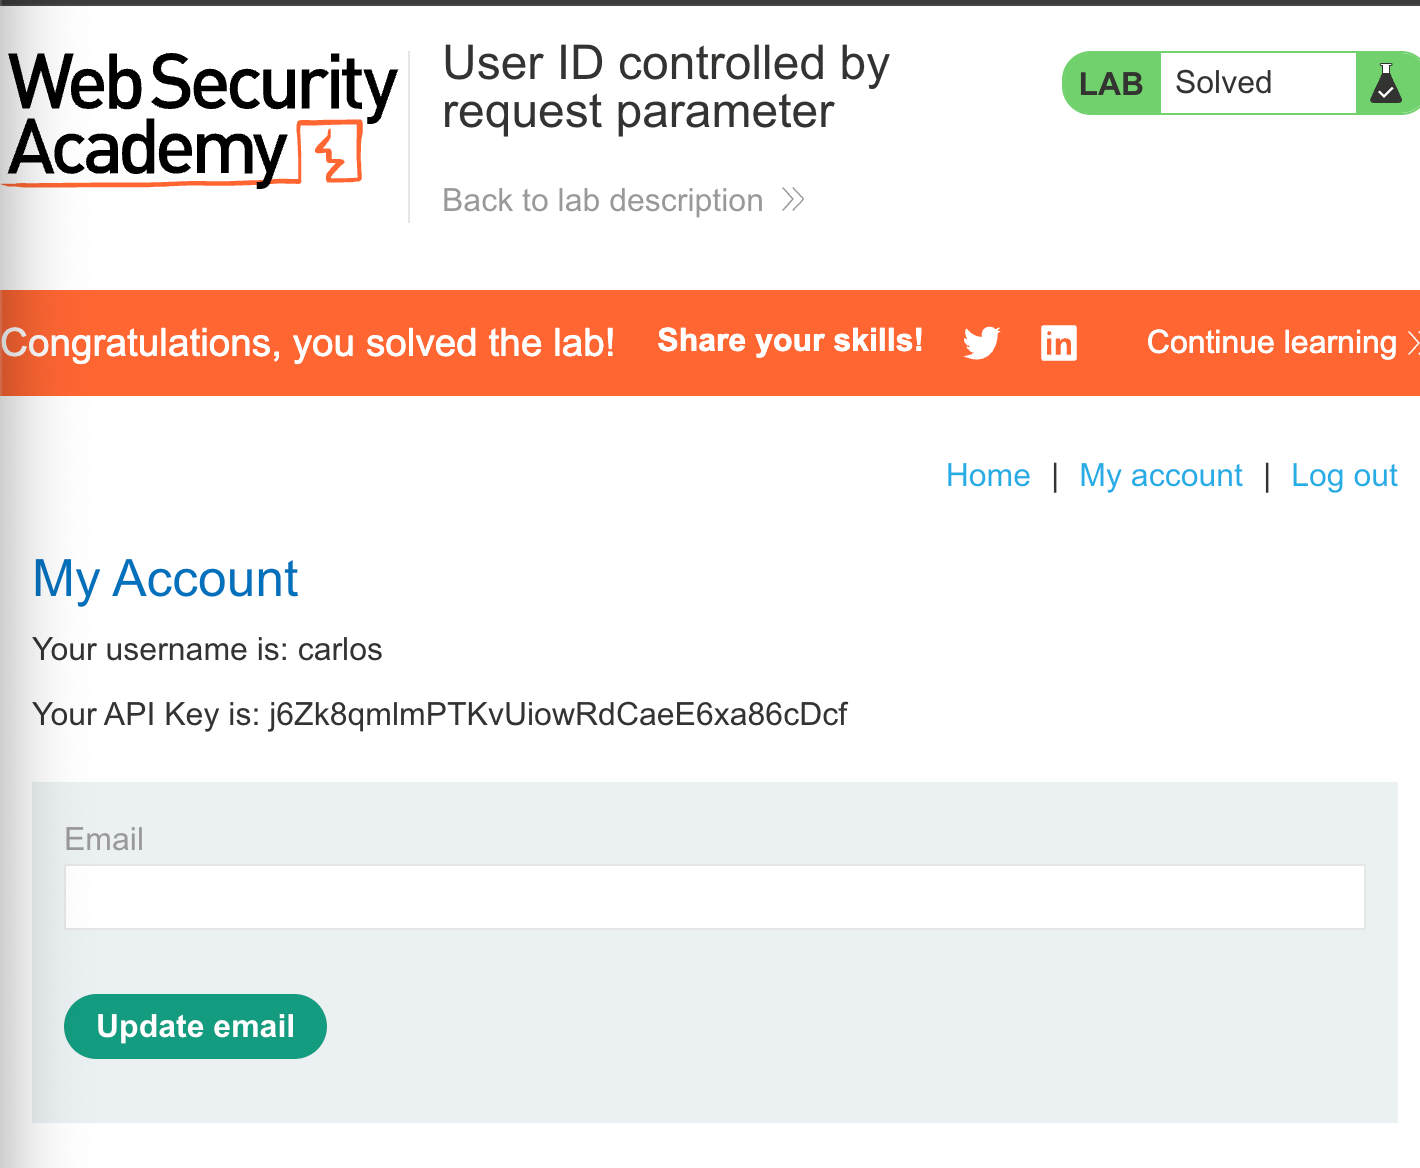 Web Security
Academy
User ID controlled by
request parameter
Back to lab description
LAB Solved
Congratulations, you solved the lab! Share your skills! in Continue learning
Home | My account | Log out
My Account
Your username is: carlos
Your API Key is: j6Zk8qmlmPTKvUiowRdCaeE6xa86cDcf
Email
Update email